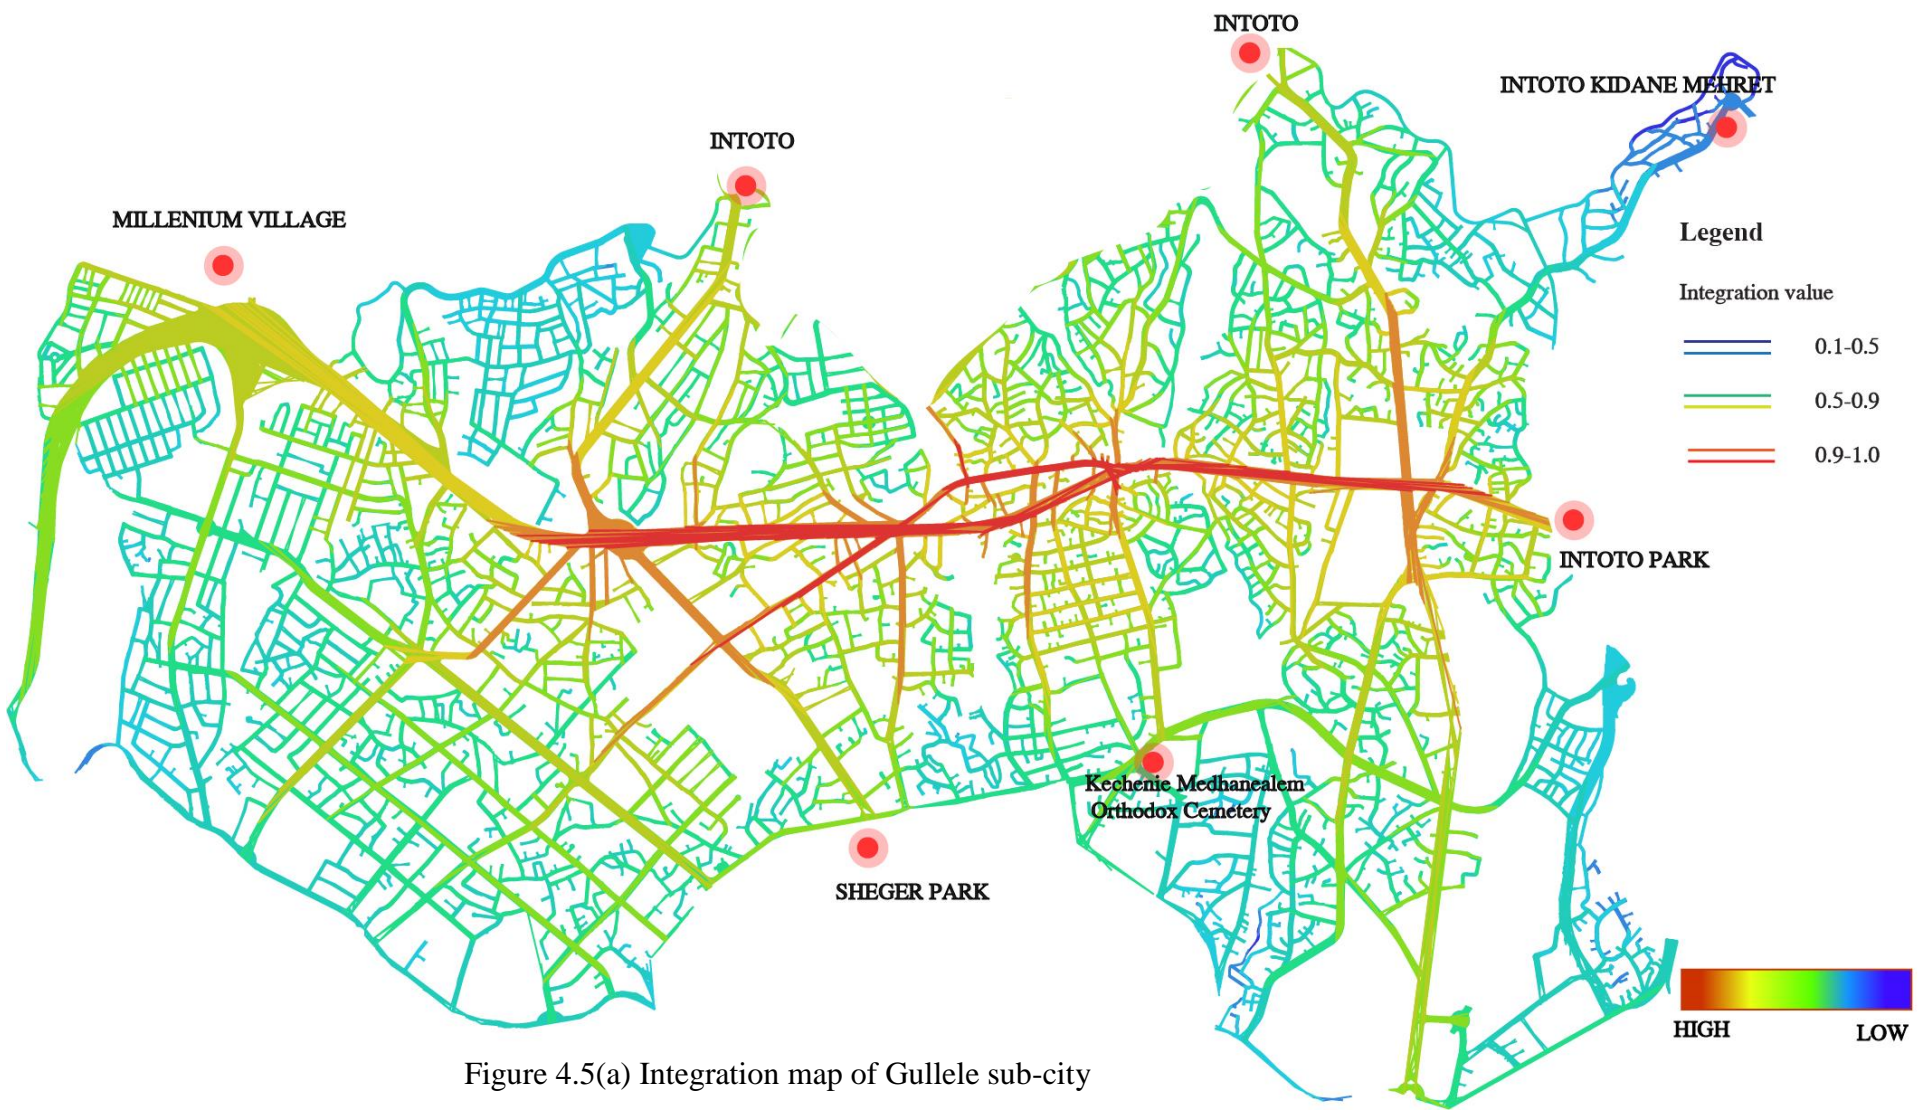 INTOTO
INTOTO KIDANE MEHRET
INTOTO
MILLENIUM VILLAGE
Legend
Integration value
0.1-0.5
0.5-0.9
0.9-1.0
INTOTO PARK
Kechenie Medhanealem
Orthodox Cemetery
SHEGER PARK
HIGH
LOW
Figure 4.5(a) Integration map of Gullele sub-city